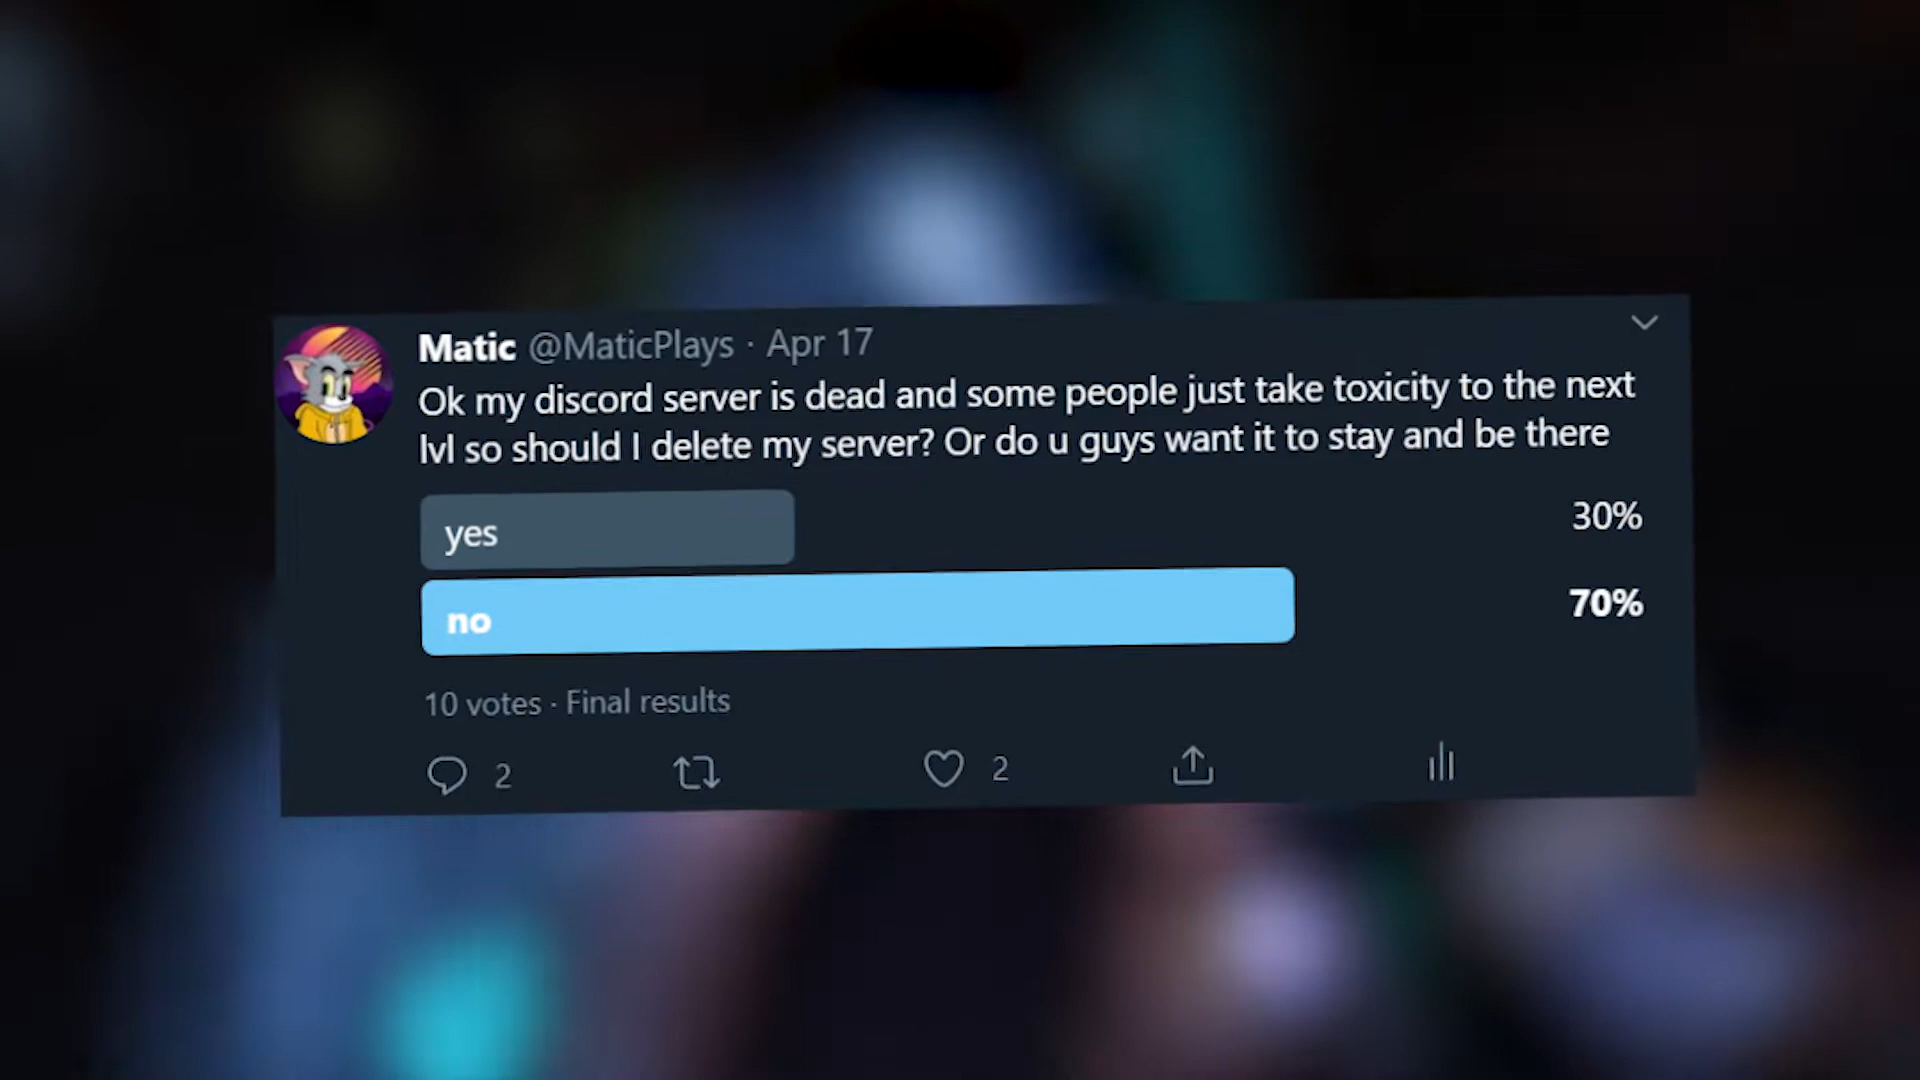 Matic @MaticPlays · Apr 17
Ok my discord server is dead and some people just take toxicity to the next
lvl so should I delete my server? Or do u guys want it to stay and be there
yes 30%
no 70%
10 votes · Final results
2 2